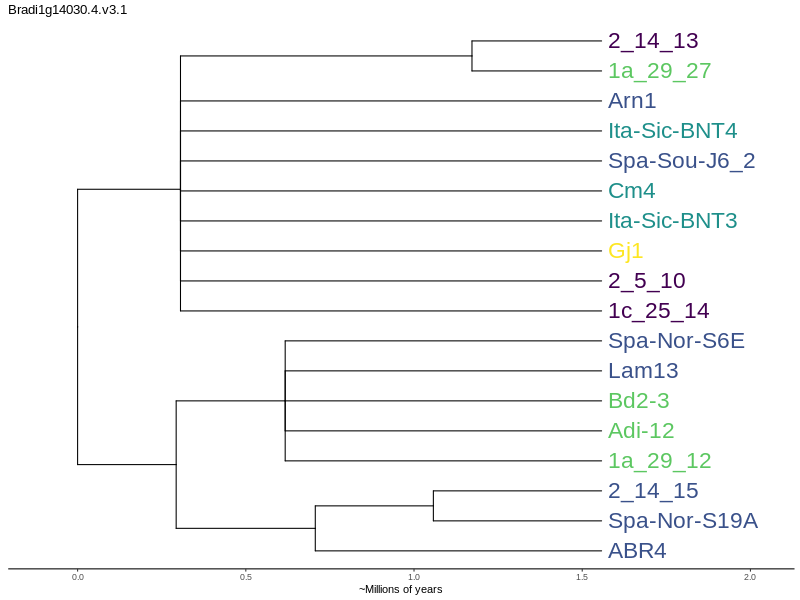 Bradi1g14030.4.v3.1
2_14_13
1a_29_27
Arn1
Ita-Sic-BNT4
Spa-Sou-J6_2
Cm4
Ita-Sic-BNT3
Gj1
2_5_10
1c_25_14
Spa-Nor-S6E
Lam13
Bd2-3
Adi-12
1a_29_12
2_14_15
Spa-Nor-S19A
ABR4
0.0 0.5 1.0 1.5 2.0
~Millions of years